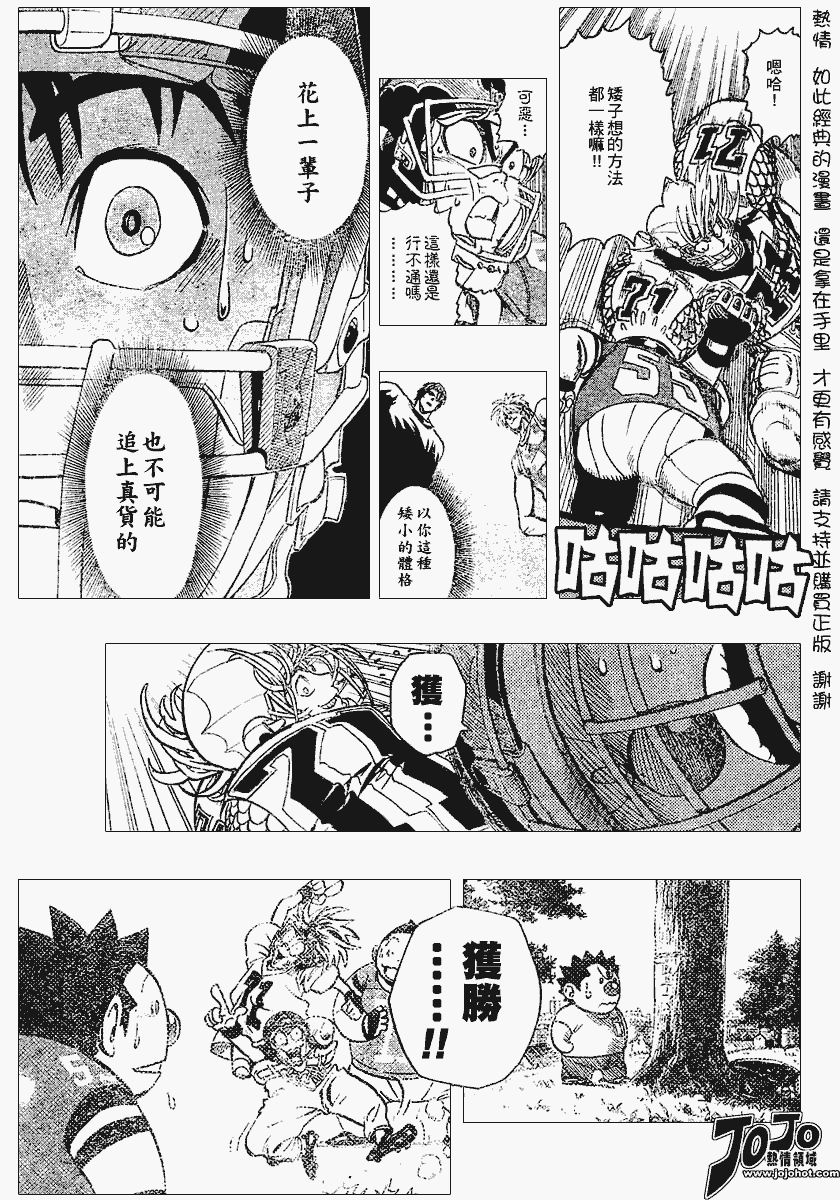 熱情 如此經典的漫畫 還是拿在手里 才更有感覺 請支持並購買正版 謝謝
嗯哈！
矮子想的方法
都一樣嘛!!
71
71
55
咕咕咕咕
可惡…
這樣還是
行不通嗎
…………
以你這種
矮小的體格
花上一輩子
也不可能
追上真貨的
獲…
獲勝
……!!
5
JOJO
熱情領域
www.jojohot.com